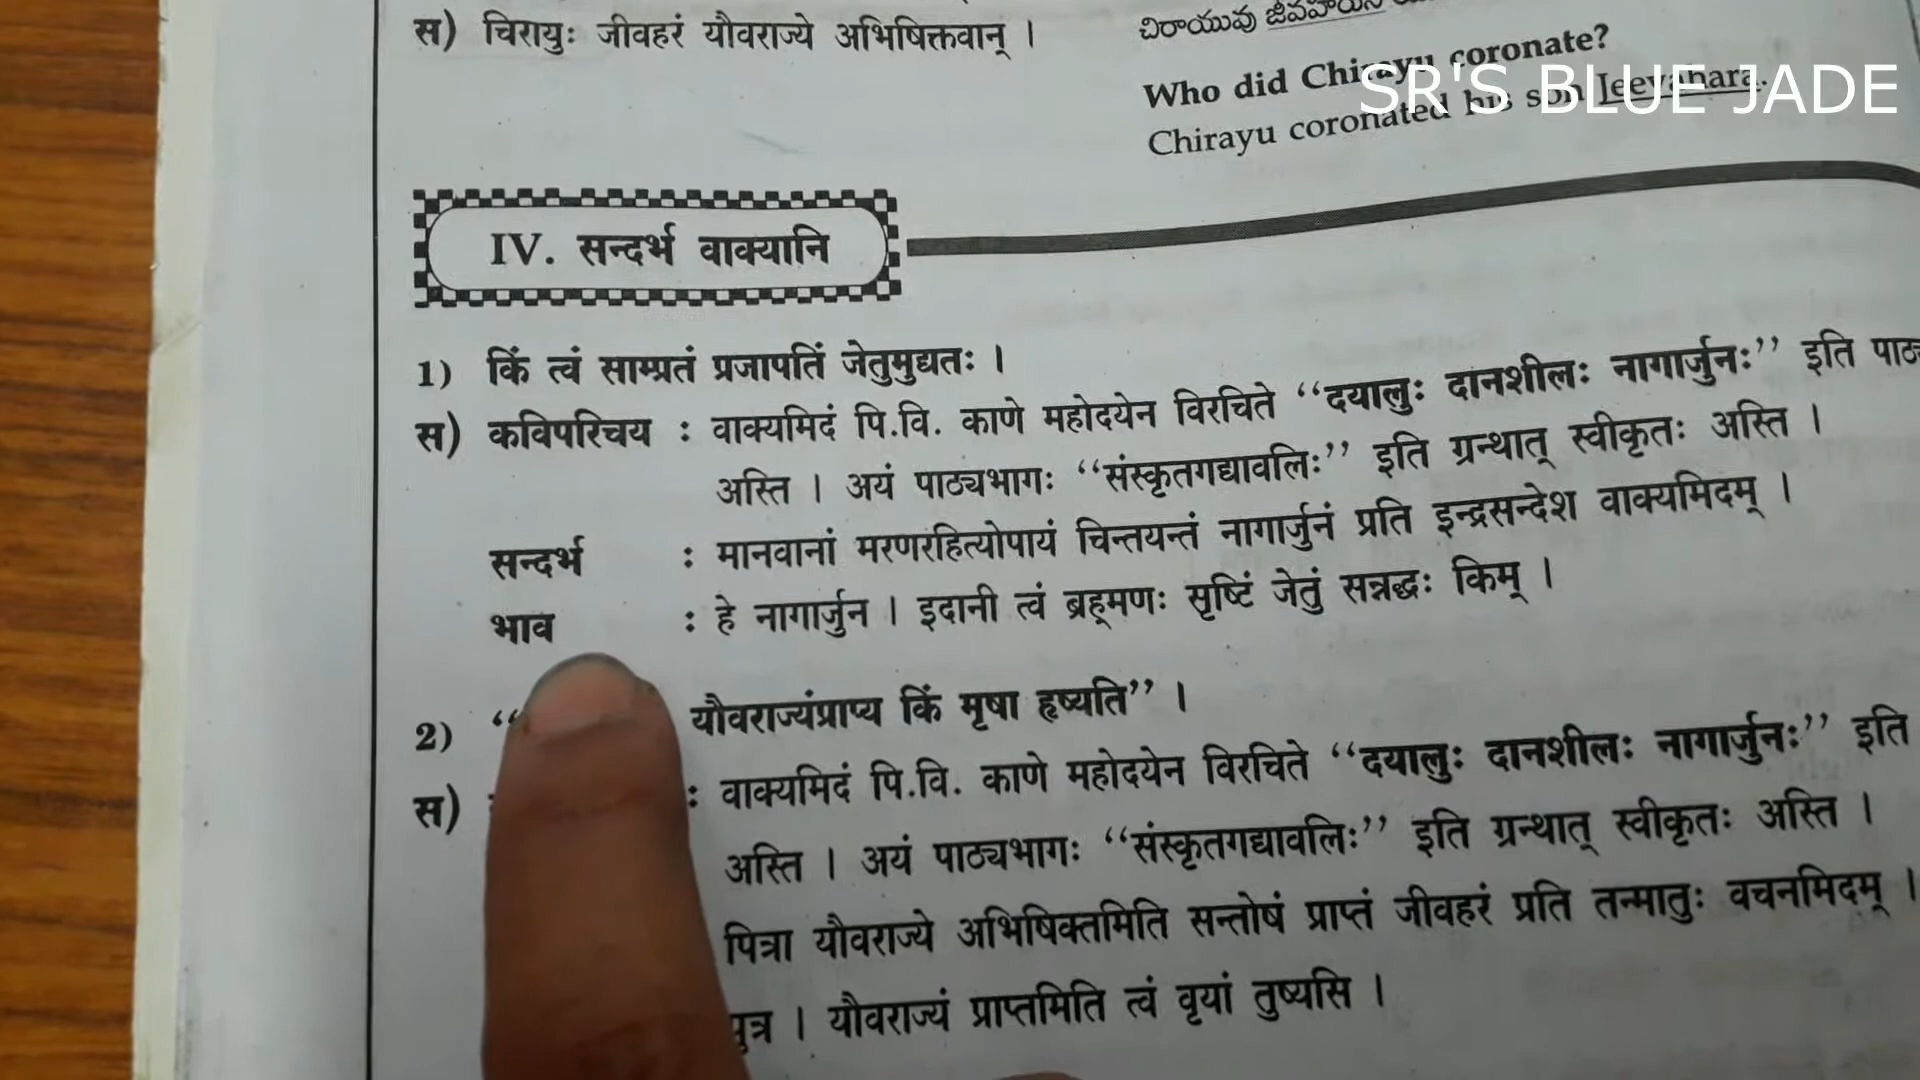 स) चिरायुः जीवहरं यौवराज्ये अभिषिक्तवान् ।
చిరాయువు
Who did Chirayu coronate?
SR'S BLUE JADE
Chirayu coronated his son Jeevahara.
IV. सन्दर्भ वाक्यानि
1) किं त्वं साम्प्रतं प्रजापतिं जेतुमुद्यतः ।
स) कविपरिचय : वाक्यमिदं पि.वि. काणे महोदयेन विरचिते “दयालुः दानशीलः नागार्जुनः” इति पाठ्य
अस्ति । अयं पाठ्यभागः “संस्कृतगद्यावलिः” इति ग्रन्थात् स्वीकृतः अस्ति ।
सन्दर्भ : मानवानां मरणरहित्योपायं चिन्तयन्तं नागार्जुनं प्रति इन्द्रसन्देश वाक्यमिदम् ।
भाव : हे नागार्जुन । इदानी त्वं ब्रह्मणः सृष्टिं जेतुं सन्नद्धः किम् ।
2) “ यौवराज्यंप्राप्य किं मृषा हृष्यति” ।
स) : वाक्यमिदं पि.वि. काणे महोदयेन विरचिते “दयालुः दानशीलः नागार्जुनः” इति
अस्ति । अयं पाठ्यभागः “संस्कृतगद्यावलिः” इति ग्रन्थात् स्वीकृतः अस्ति ।
पित्रा यौवराज्ये अभिषिक्तमिति सन्तोषं प्राप्तं जीवहरं प्रति तन्मातुः वचनमिदम् ।
पुत्र । यौवराज्यं प्राप्तमिति त्वं वृयां तुष्यसि ।